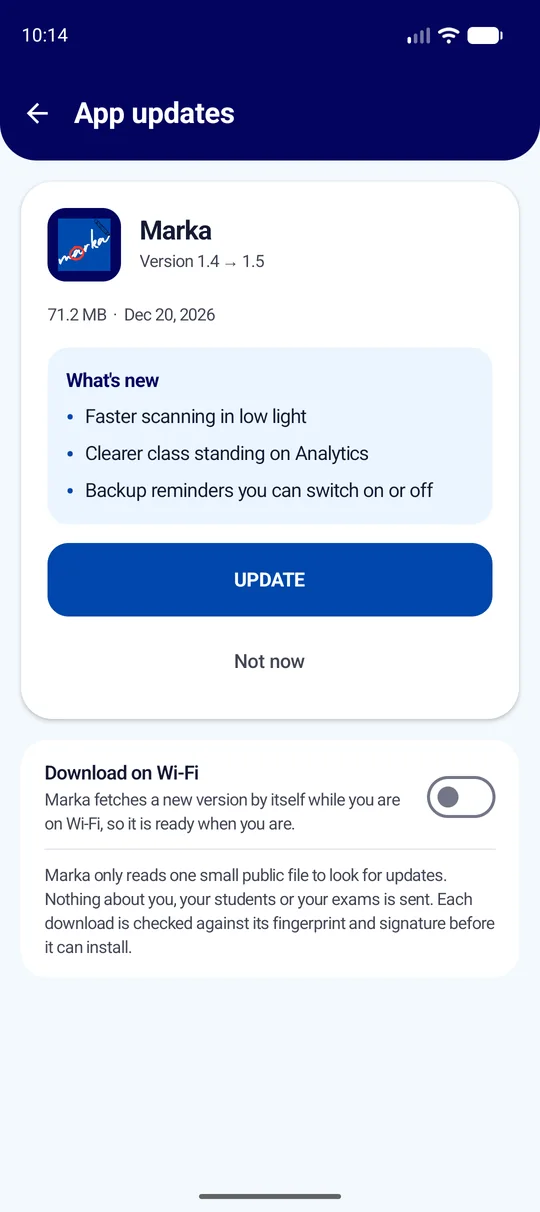 10:14
App updates
marka
Marka
Version 1.4 → 1.5
71.2 MB · Dec 20, 2026
What's new
• Faster scanning in low light
• Clearer class standing on Analytics
• Backup reminders you can switch on or off
UPDATE
Not now
Download on Wi-Fi
Marka fetches a new version by itself while you are
on Wi-Fi, so it is ready when you are.
Marka only reads one small public file to look for updates.
Nothing about you, your students or your exams is sent. Each
download is checked against its fingerprint and signature before
it can install.